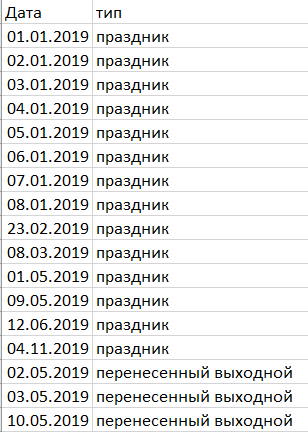 Дата тип
01.01.2019 праздник
02.01.2019 праздник
03.01.2019 праздник
04.01.2019 праздник
05.01.2019 праздник
06.01.2019 праздник
07.01.2019 праздник
08.01.2019 праздник
23.02.2019 праздник
08.03.2019 праздник
01.05.2019 праздник
09.05.2019 праздник
12.06.2019 праздник
04.11.2019 праздник
02.05.2019 перенесенный выходной
03.05.2019 перенесенный выходной
10.05.2019 перенесенный выходной